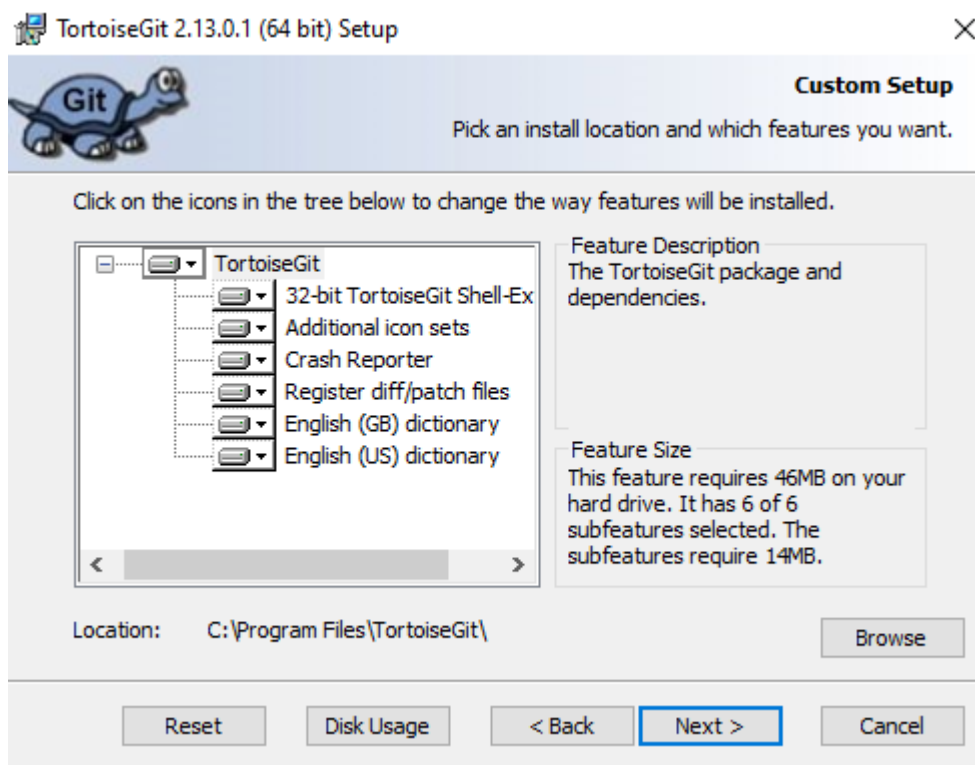 TortoiseGit 2.13.0.1 (64 bit) Setup
Git
Custom Setup
Pick an install location and which features you want.
Click on the icons in the tree below to change the way features will be installed.
TortoiseGit
32-bit TortoiseGit Shell-Ex
Additional icon sets
Crash Reporter
Register diff/patch files
English (GB) dictionary
English (US) dictionary
Feature Description
The TortoiseGit package and
dependencies.
Feature Size
This feature requires 46MB on your
hard drive. It has 6 of 6
subfeatures selected. The
subfeatures require 14MB.
Location: C:\Program Files\TortoiseGit\
Browse
Reset
Disk Usage
< Back
Next >
Cancel